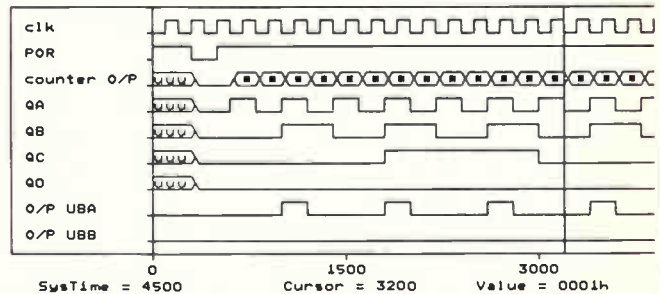 clk
POR
counter O/P
QA
QB
QC
QD
O/P UBA
O/P UBB
0 1500 3000
SysTime = 4500 Cursor = 3200 Value = 0001h